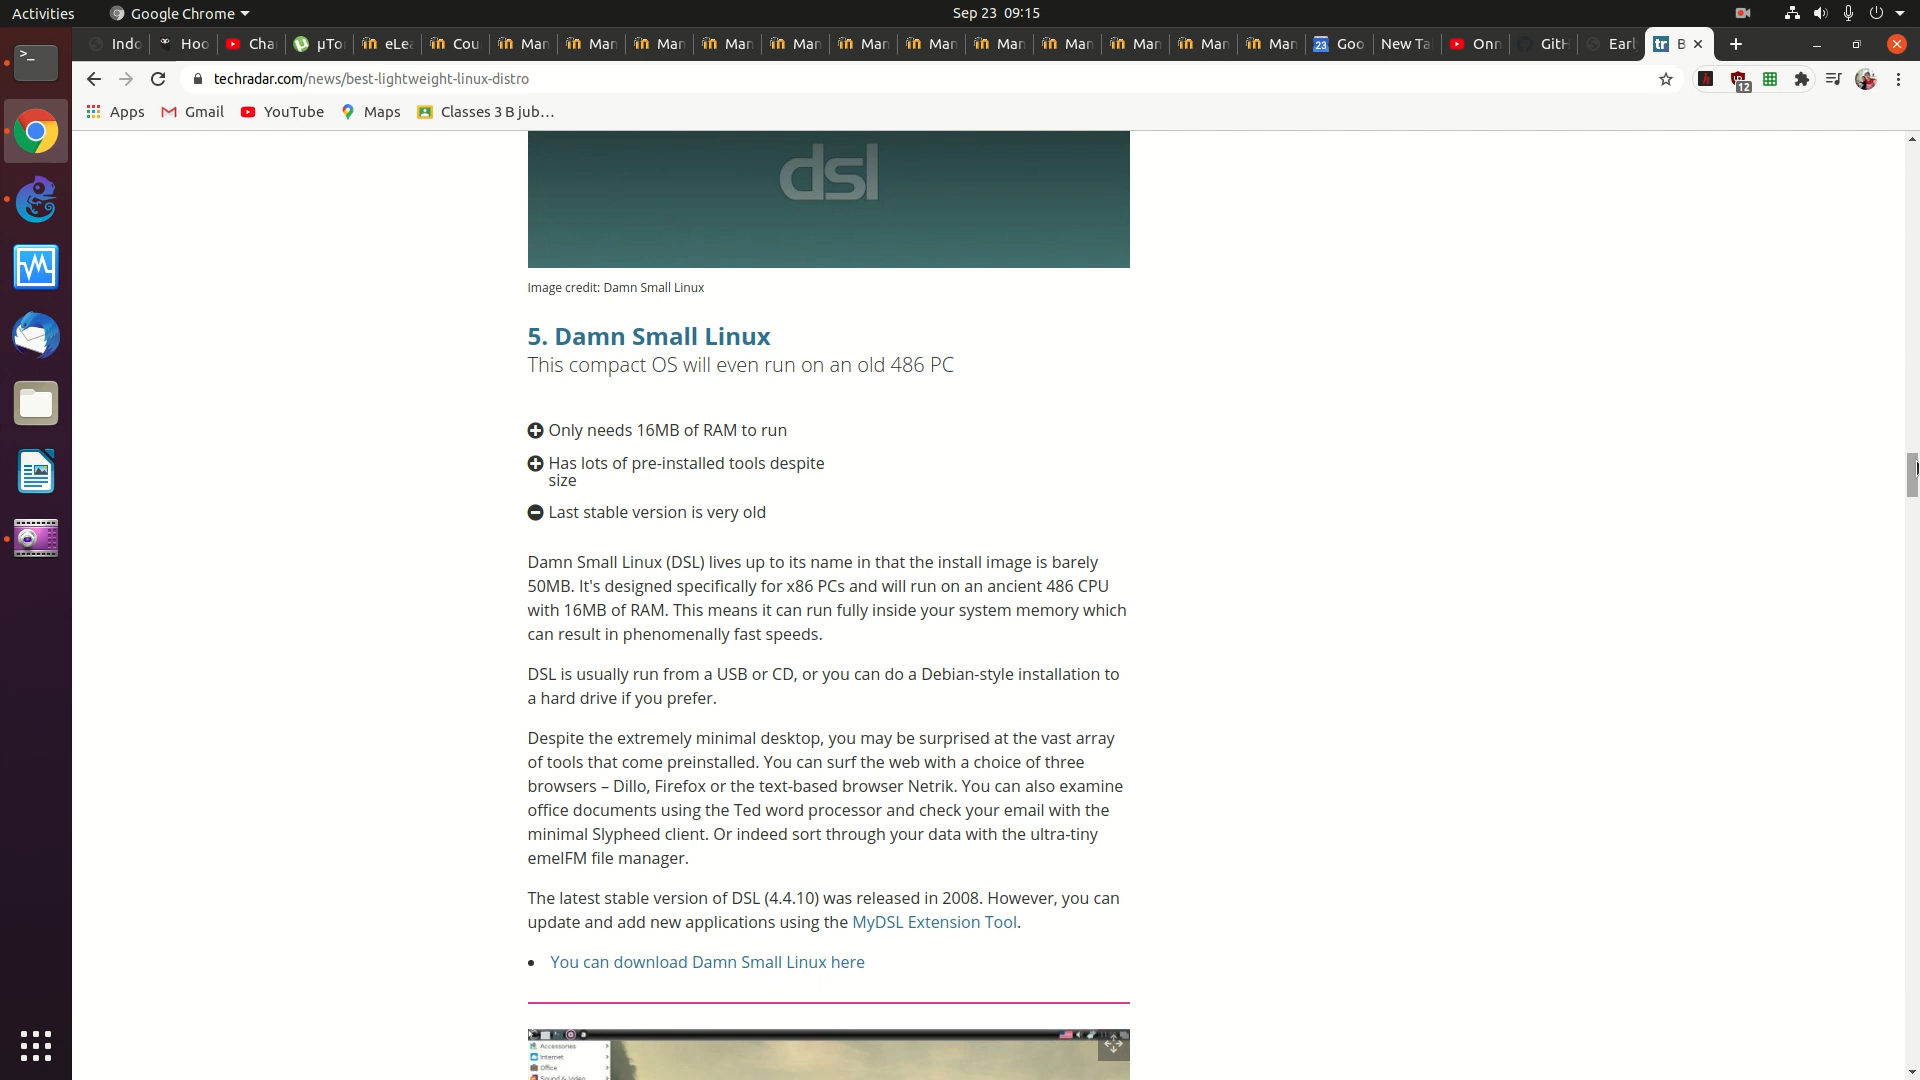 Activities
Google Chrome
Sep 23 09:15
Indo
Hoo
Cha
µTo
eLea
Cou
Man
Man
Man
Man
Man
Man
Man
Man
Man
Man
Man
Man
23
Goo
New Ta
Onn
GitH
Earl
tr
B
techradar.com/news/best-lightweight-linux-distro
12
Apps
Gmail
YouTube
Maps
Classes 3 B jub...
dsl
Image credit: Damn Small Linux
5. Damn Small Linux
This compact OS will even run on an old 486 PC
Only needs 16MB of RAM to run
Has lots of pre-installed tools despite
size
Last stable version is very old
Damn Small Linux (DSL) lives up to its name in that the install image is barely
50MB. It's designed specifically for x86 PCs and will run on an ancient 486 CPU
with 16MB of RAM. This means it can run fully inside your system memory which
can result in phenomenally fast speeds.
DSL is usually run from a USB or CD, or you can do a Debian-style installation to
a hard drive if you prefer.
Despite the extremely minimal desktop, you may be surprised at the vast array
of tools that come preinstalled. You can surf the web with a choice of three
browsers – Dillo, Firefox or the text-based browser Netrik. You can also examine
office documents using the Ted word processor and check your email with the
minimal Slypheed client. Or indeed sort through your data with the ultra-tiny
emelFM file manager.
The latest stable version of DSL (4.4.10) was released in 2008. However, you can
update and add new applications using the MyDSL Extension Tool.
• You can download Damn Small Linux here
Accessories
Internet
Office
Sound & Video